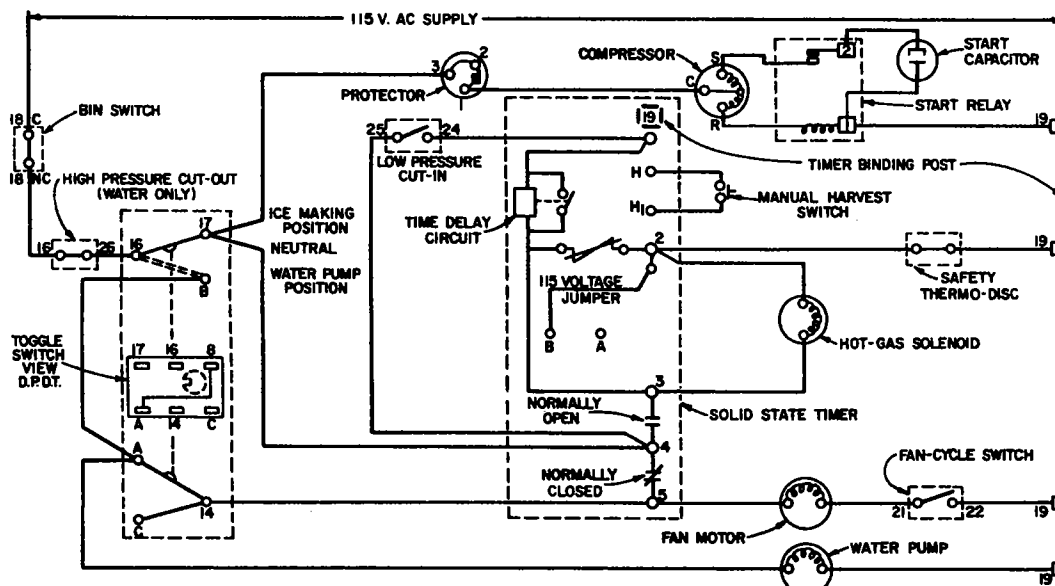 115 V. AC SUPPLY
COMPRESSOR
START
CAPACITOR
S
2
C
R
1
START RELAY
19
3
2
PROTECTOR
BIN SWITCH
18 C
18 NC
HIGH PRESSURE CUT-OUT
(WATER ONLY)
16
26
16
17
8
ICE MAKING
POSITION
NEUTRAL
WATER PUMP
POSITION
25
24
LOW PRESSURE
CUT-IN
19
TIMER BINDING POST
H
H1
MANUAL HARVEST
SWITCH
TIME DELAY
CIRCUIT
2
19
115 VOLTAGE
JUMPER
B
A
SAFETY
THERMO-DISC
HOT-GAS SOLENOID
TOGGLE
SWITCH
VIEW
D.P.D.T.
17
16
8
A
14
C
3
NORMALLY
OPEN
SOLID STATE TIMER
4
NORMALLY
CLOSED
5
A
14
C
FAN-CYCLE SWITCH
21
22
19
FAN MOTOR
WATER PUMP
19